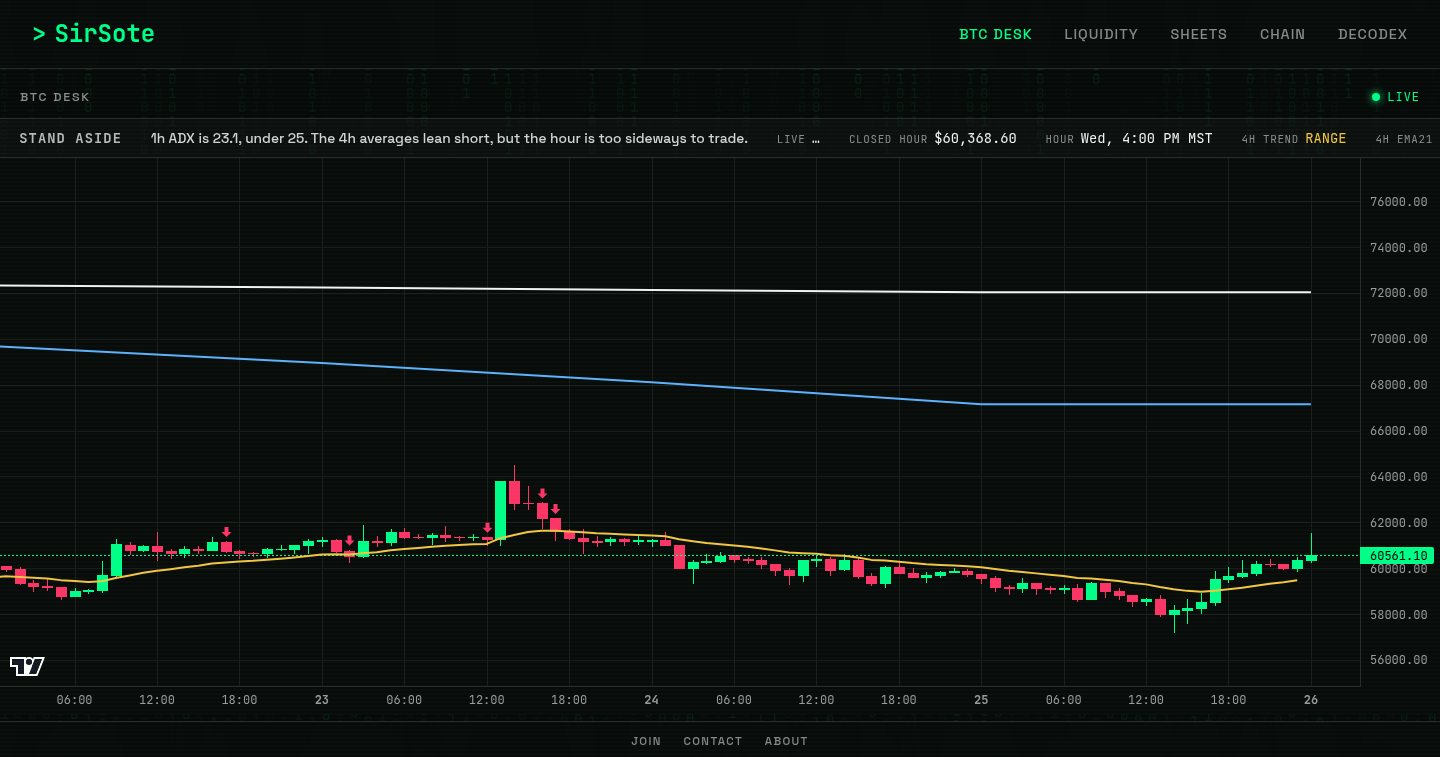 > SirSote
BTC DESK LIQUIDITY SHEETS CHAIN DECODEX
BTC DESK
LIVE
STAND ASIDE 1h ADX is 23.1, under 25. The 4h averages lean short, but the hour is too sideways to trade. LIVE … CLOSED HOUR $60,368.60 HOUR Wed, 4:00 PM MST 4H TREND RANGE 4H EMA21
76000.00
74000.00
72000.00
70000.00
68000.00
66000.00
64000.00
62000.00
60561.10
60000.00
58000.00
56000.00
06:00 12:00 18:00 23 06:00 12:00 18:00 24 06:00 12:00 18:00 25 06:00 12:00 18:00 26
JOIN CONTACT ABOUT